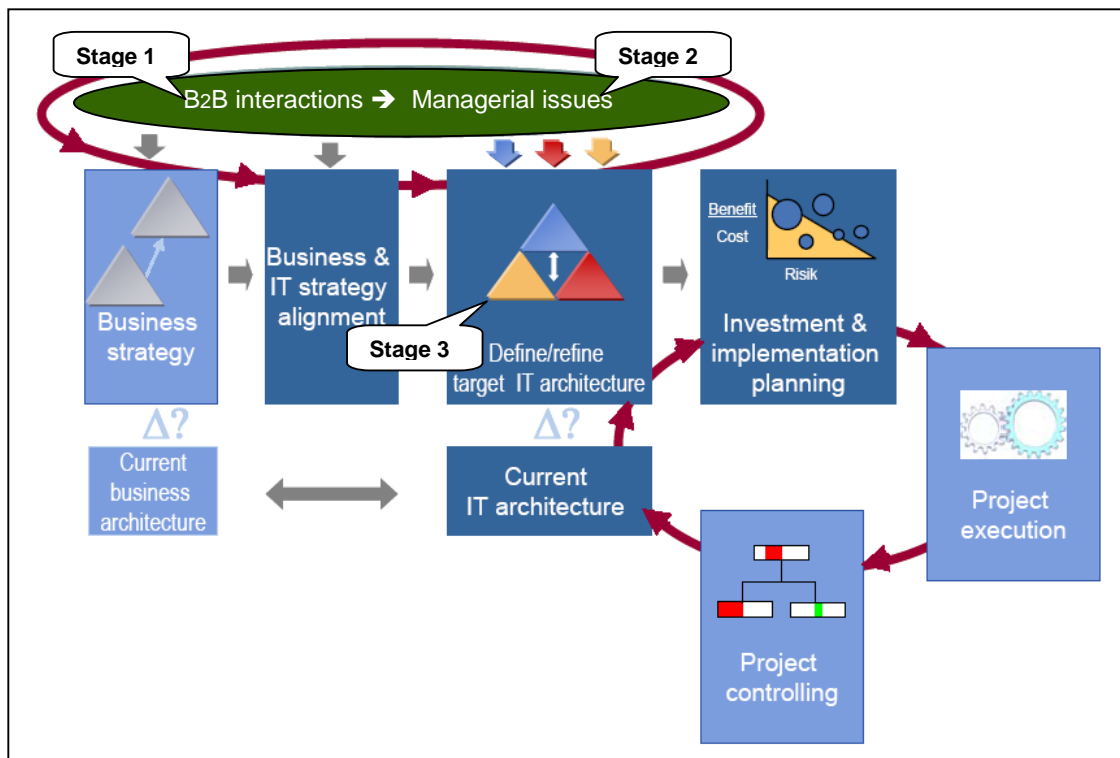 Stage 1
Stage 2
B2B interactions ➔ Managerial issues
Business
strategy
Business &
IT strategy
alignment
Stage 3
Define/refine
target IT architecture
Benefit
Cost
Risik
Investment &
implementation
planning
Δ?
Δ?
Current
business
architecture
Current
IT architecture
Project
execution
Project
controlling